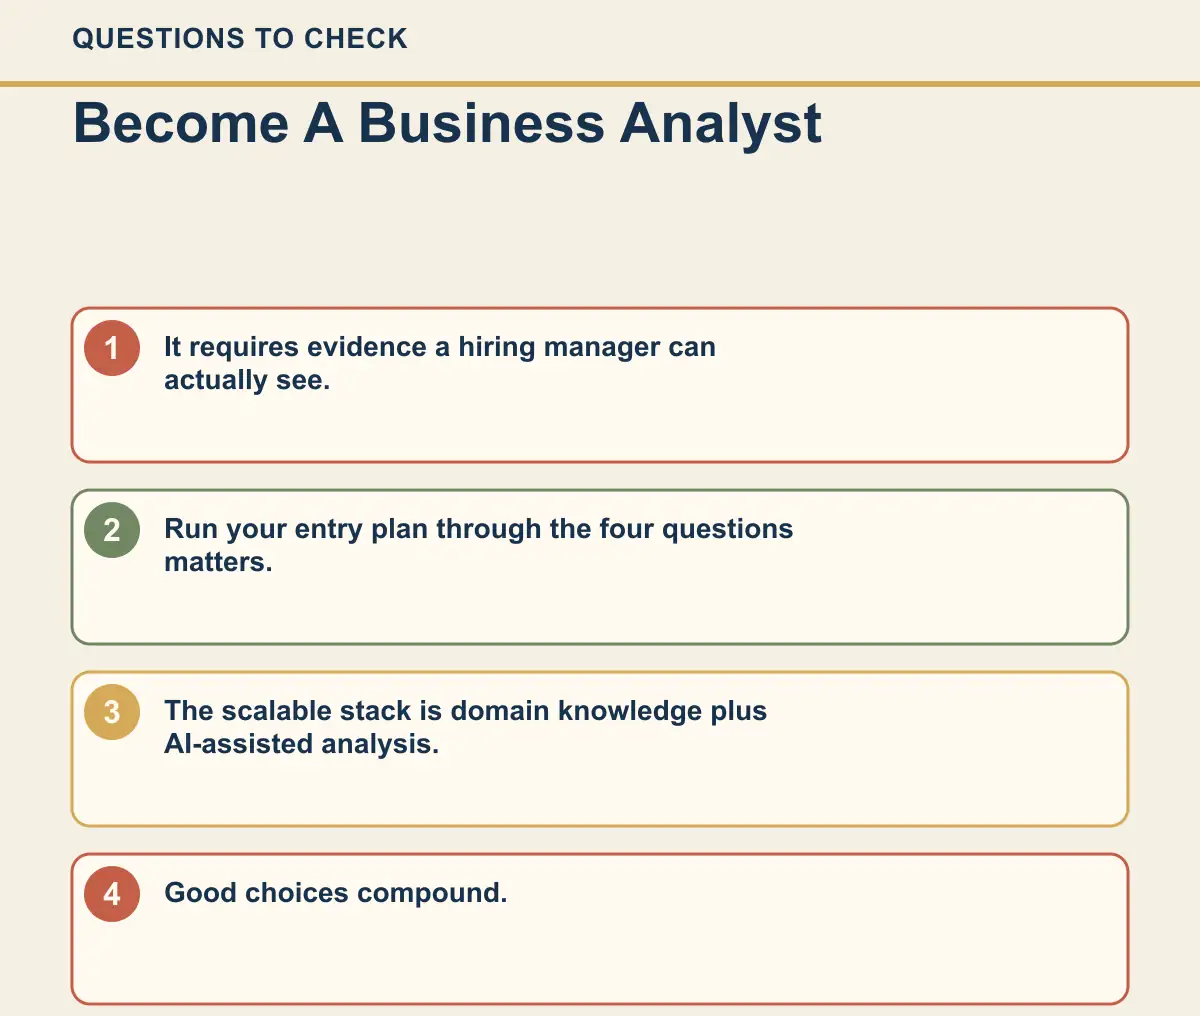 QUESTIONS TO CHECK
Become A Business Analyst
1
It requires evidence a hiring manager can
actually see.
2
Run your entry plan through the four questions
matters.
3
The scalable stack is domain knowledge plus
AI-assisted analysis.
4
Good choices compound.